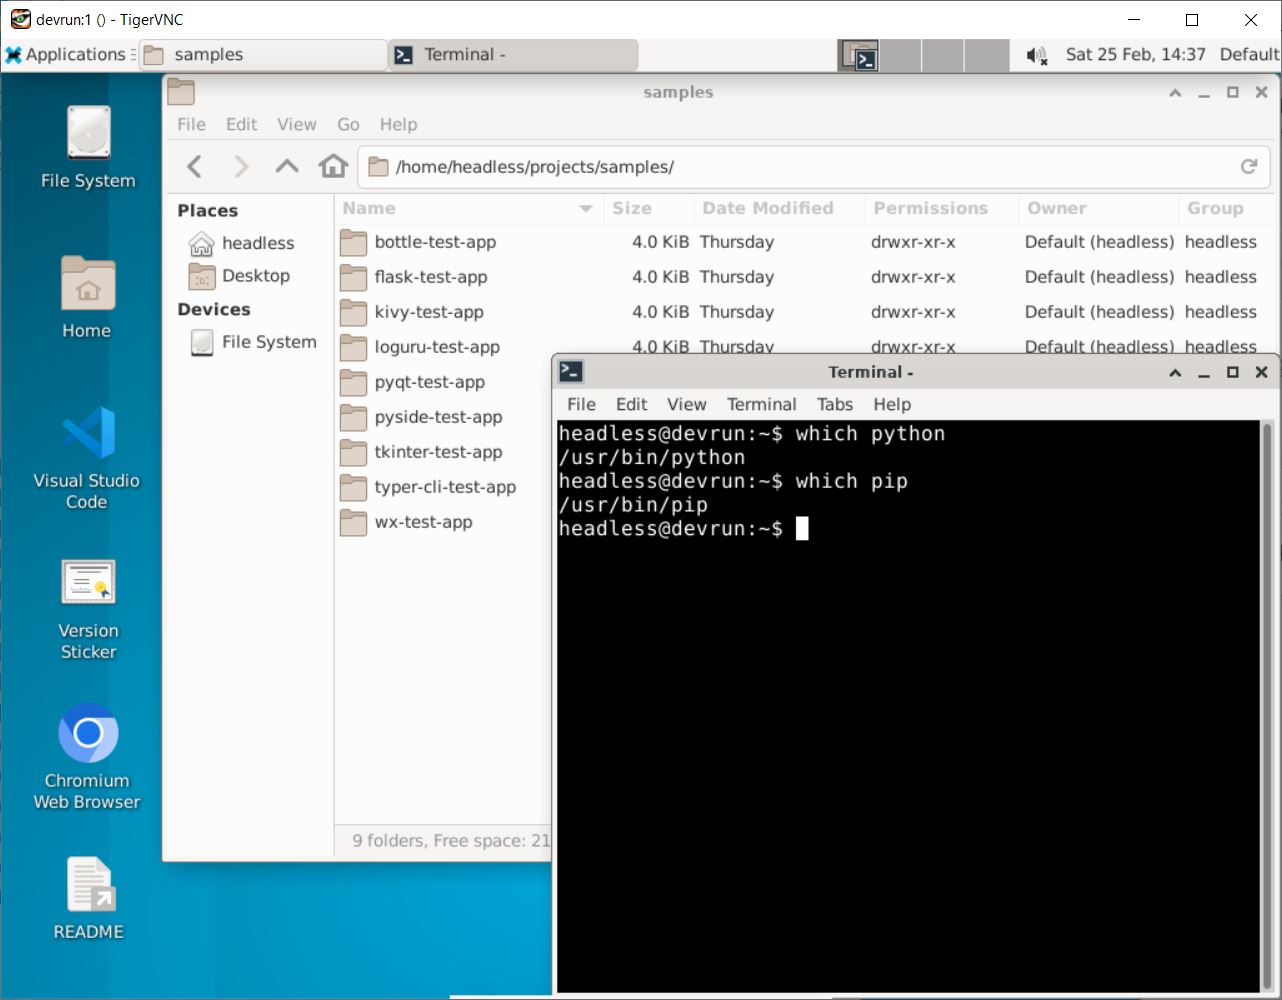 devrun:1 () - TigerVNC
Applications samples Terminal - Sat 25 Feb, 14:37 Default
File System
Home
Visual Studio
Code
Version
Sticker
Chromium
Web Browser
README
samples
File Edit View Go Help
/home/headless/projects/samples/
Places
headless
Desktop
Devices
File System
Name Size Date Modified Permissions Owner Group
bottle-test-app 4.0 KiB Thursday drwxr-xr-x Default (headless) headless
flask-test-app 4.0 KiB Thursday drwxr-xr-x Default (headless) headless
kivy-test-app 4.0 KiB Thursday drwxr-xr-x Default (headless) headless
loguru-test-app 4.0 KiB Thursday drwxr-xr-x Default (headless) headless
pyqt-test-app
pyside-test-app
tkinter-test-app
typer-cli-test-app
wx-test-app
9 folders, Free space: 21
Terminal -
File Edit View Terminal Tabs Help
headless@devrun:~$ which python
/usr/bin/python
headless@devrun:~$ which pip
/usr/bin/pip
headless@devrun:~$